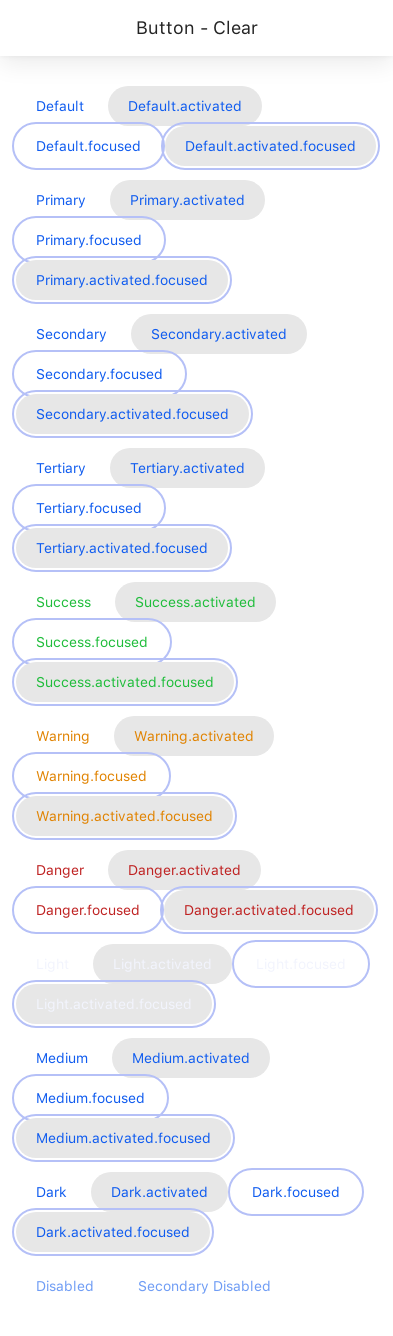 Button - Clear
Default Default.activated
Default.focused Default.activated.focused
Primary Primary.activated
Primary.focused
Primary.activated.focused
Secondary Secondary.activated
Secondary.focused
Secondary.activated.focused
Tertiary Tertiary.activated
Tertiary.focused
Tertiary.activated.focused
Success Success.activated
Success.focused
Success.activated.focused
Warning Warning.activated
Warning.focused
Warning.activated.focused
Danger Danger.activated
Danger.focused Danger.activated.focused
Light Light.activated Light.focused
Light.activated.focused
Medium Medium.activated
Medium.focused
Medium.activated.focused
Dark Dark.activated Dark.focused
Dark.activated.focused
Disabled Secondary Disabled